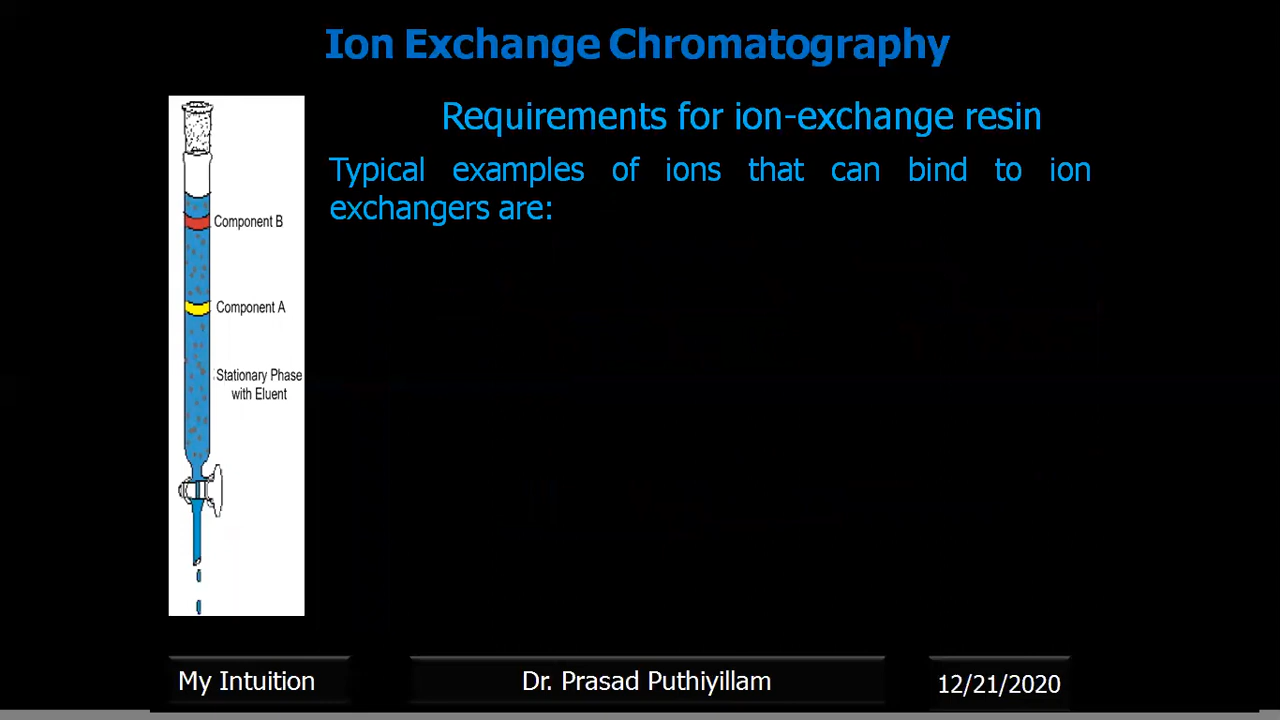 Ion Exchange Chromatography
Requirements for ion-exchange resin
Typical examples of ions that can bind to ion
exchangers are:
Component B
Component A
Stationary Phase
with Eluent
My Intuition
Dr. Prasad Puthiyillam
12/21/2020